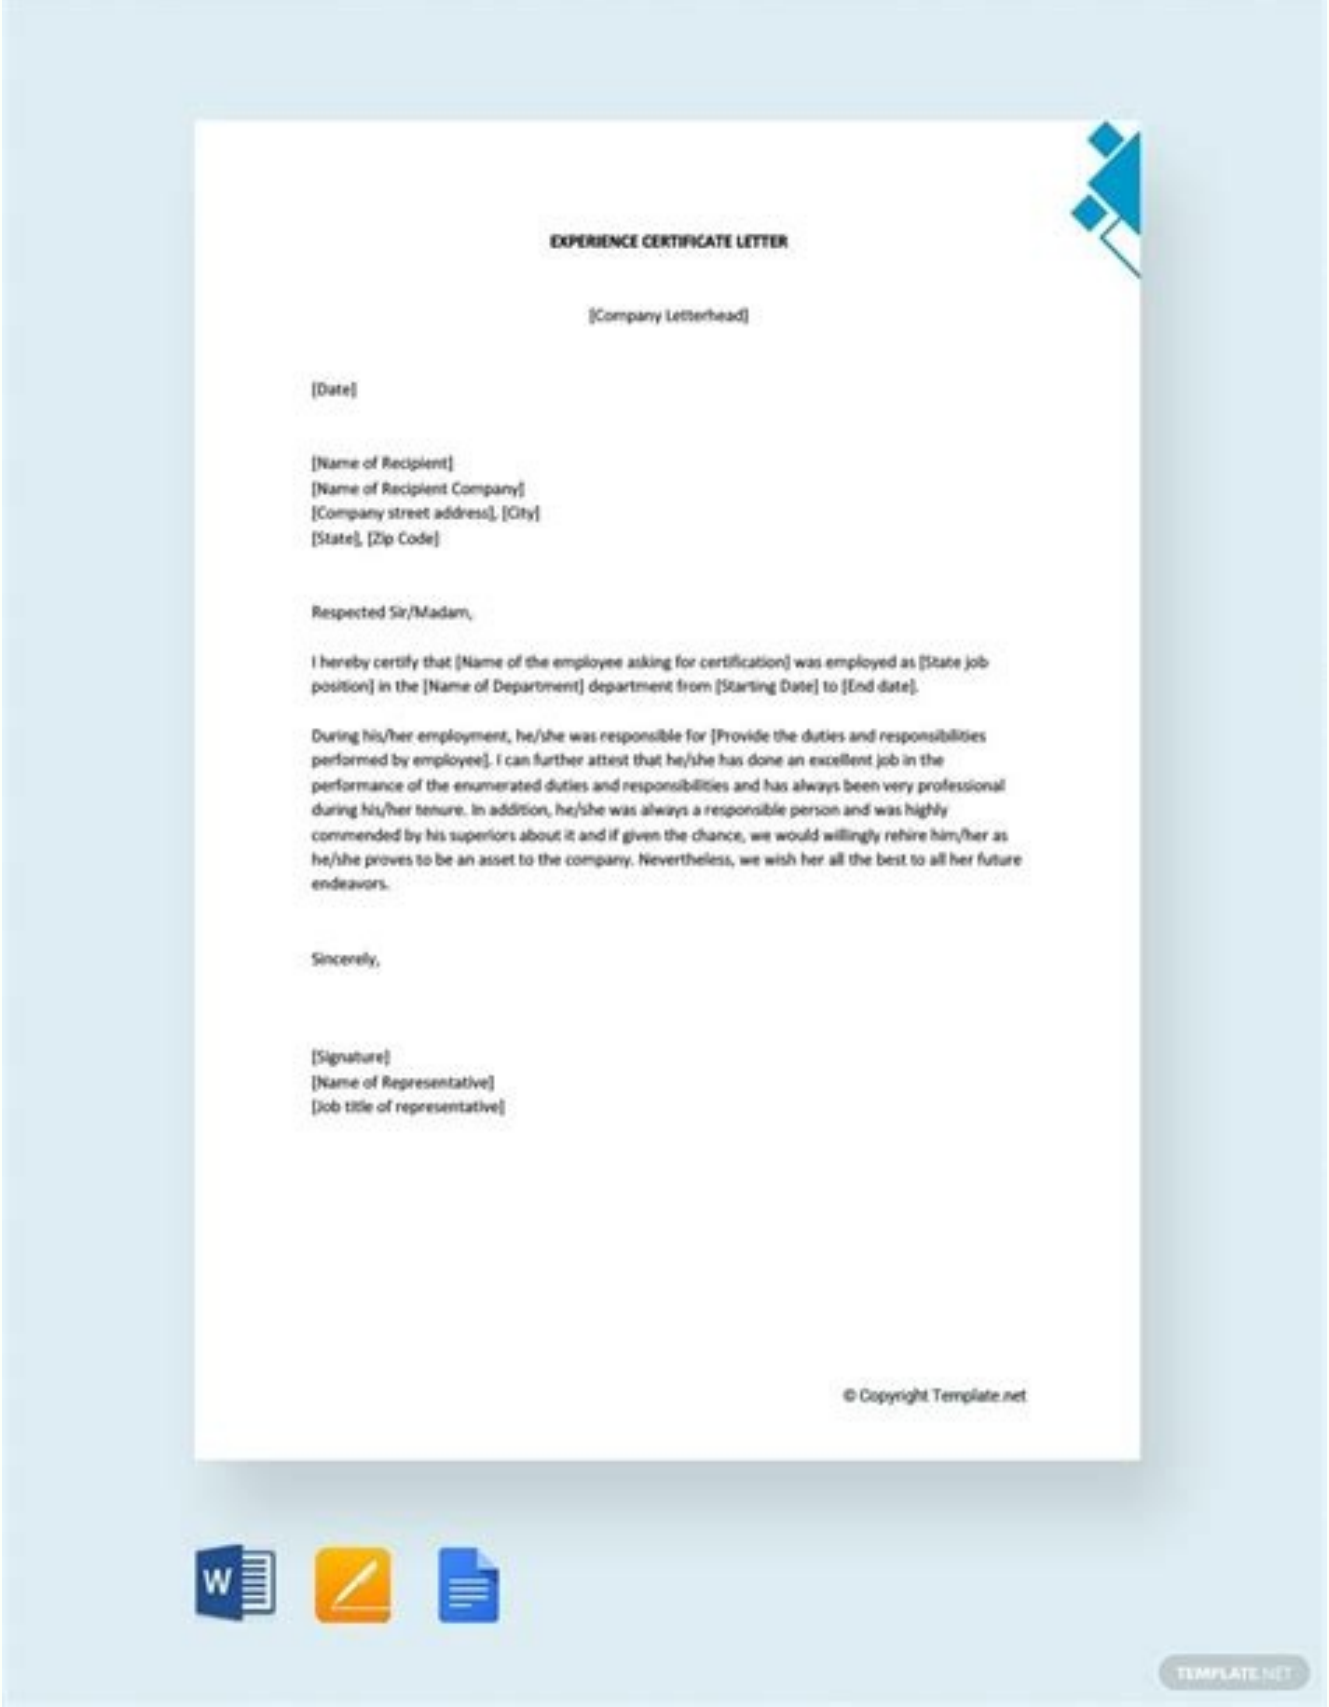 EXPERIENCE CERTIFICATE LETTER
[Company Letterhead]
[Date]
[Name of Recipient]
[Name of Recipient Company]
[Company street address], [City]
[State], [Zip Code]
Respected Sir/Madam,
I hereby certify that [Name of the employee asking for certification] was employed as [State job
position] in the [Name of Department] department from [Starting Date] to [End date].
During his/her employment, he/she was responsible for [Provide the duties and responsibilities
performed by employee]. I can further attest that he/she has done an excellent job in the
performance of the enumerated duties and responsibilities and has always been very professional
during his/her tenure. In addition, he/she was always a responsible person and was highly
commended by his superiors about it and if given the chance, we would willingly rehire him/her as
he/she proves to be an asset to the company. Nevertheless, we wish her all the best to all her future
endeavors.
Sincerely,
[Signature]
[Name of Representative]
[Job title of representative]
© Copyright Template.net
W
TEMPLATE.NET